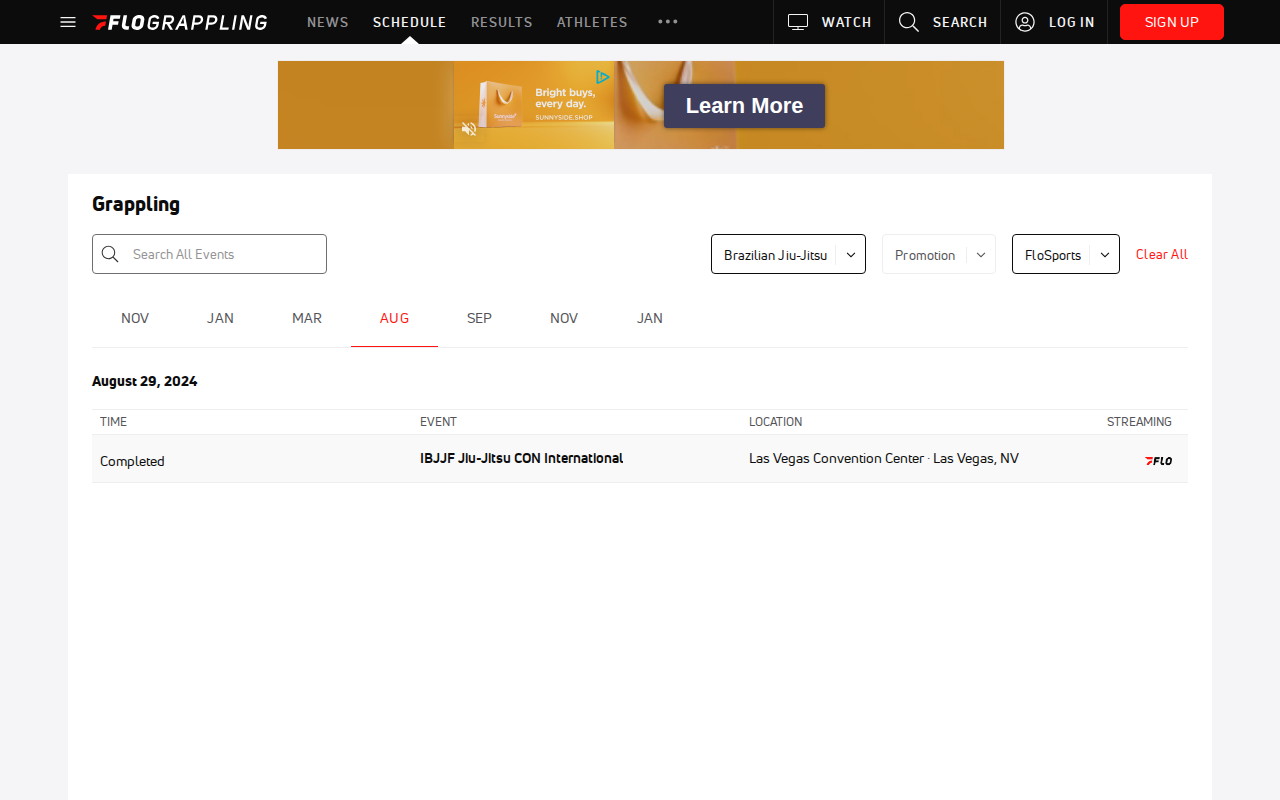 FLOGRAPPLING
NEWS
SCHEDULE
RESULTS
ATHLETES
WATCH
SEARCH
LOG IN
SIGN UP
Bright buys,
every day.
SUNNYSIDE.SHOP
Learn More
Grappling
Search All Events
Brazilian Jiu-Jitsu
Promotion
FloSports
Clear All
NOV
JAN
MAR
AUG
SEP
NOV
JAN
August 29, 2024
TIME
EVENT
LOCATION
STREAMING
Completed
IBJJF Jiu-Jitsu CON International
Las Vegas Convention Center · Las Vegas, NV
FLO